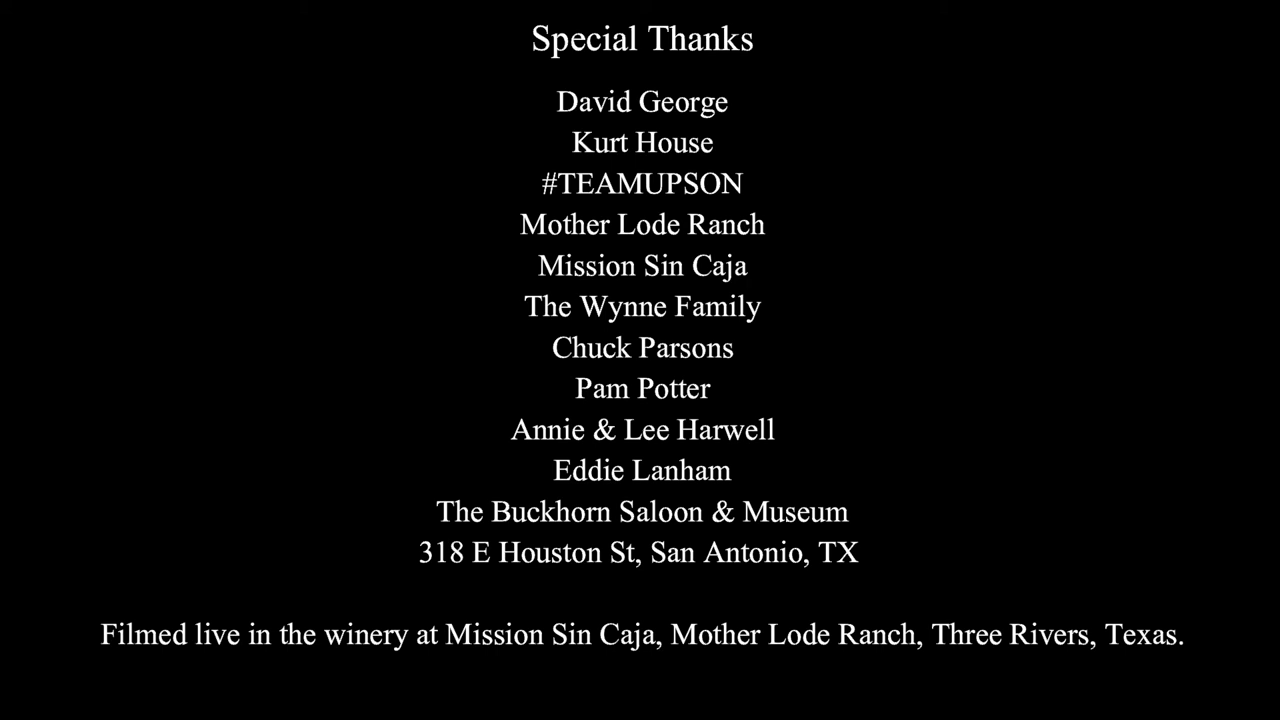 Special Thanks
David George
Kurt House
#TEAMUPSON
Mother Lode Ranch
Mission Sin Caja
The Wynne Family
Chuck Parsons
Pam Potter
Annie & Lee Harwell
Eddie Lanham
The Buckhorn Saloon & Museum
318 E Houston St, San Antonio, TX
Filmed live in the winery at Mission Sin Caja, Mother Lode Ranch, Three Rivers, Texas.